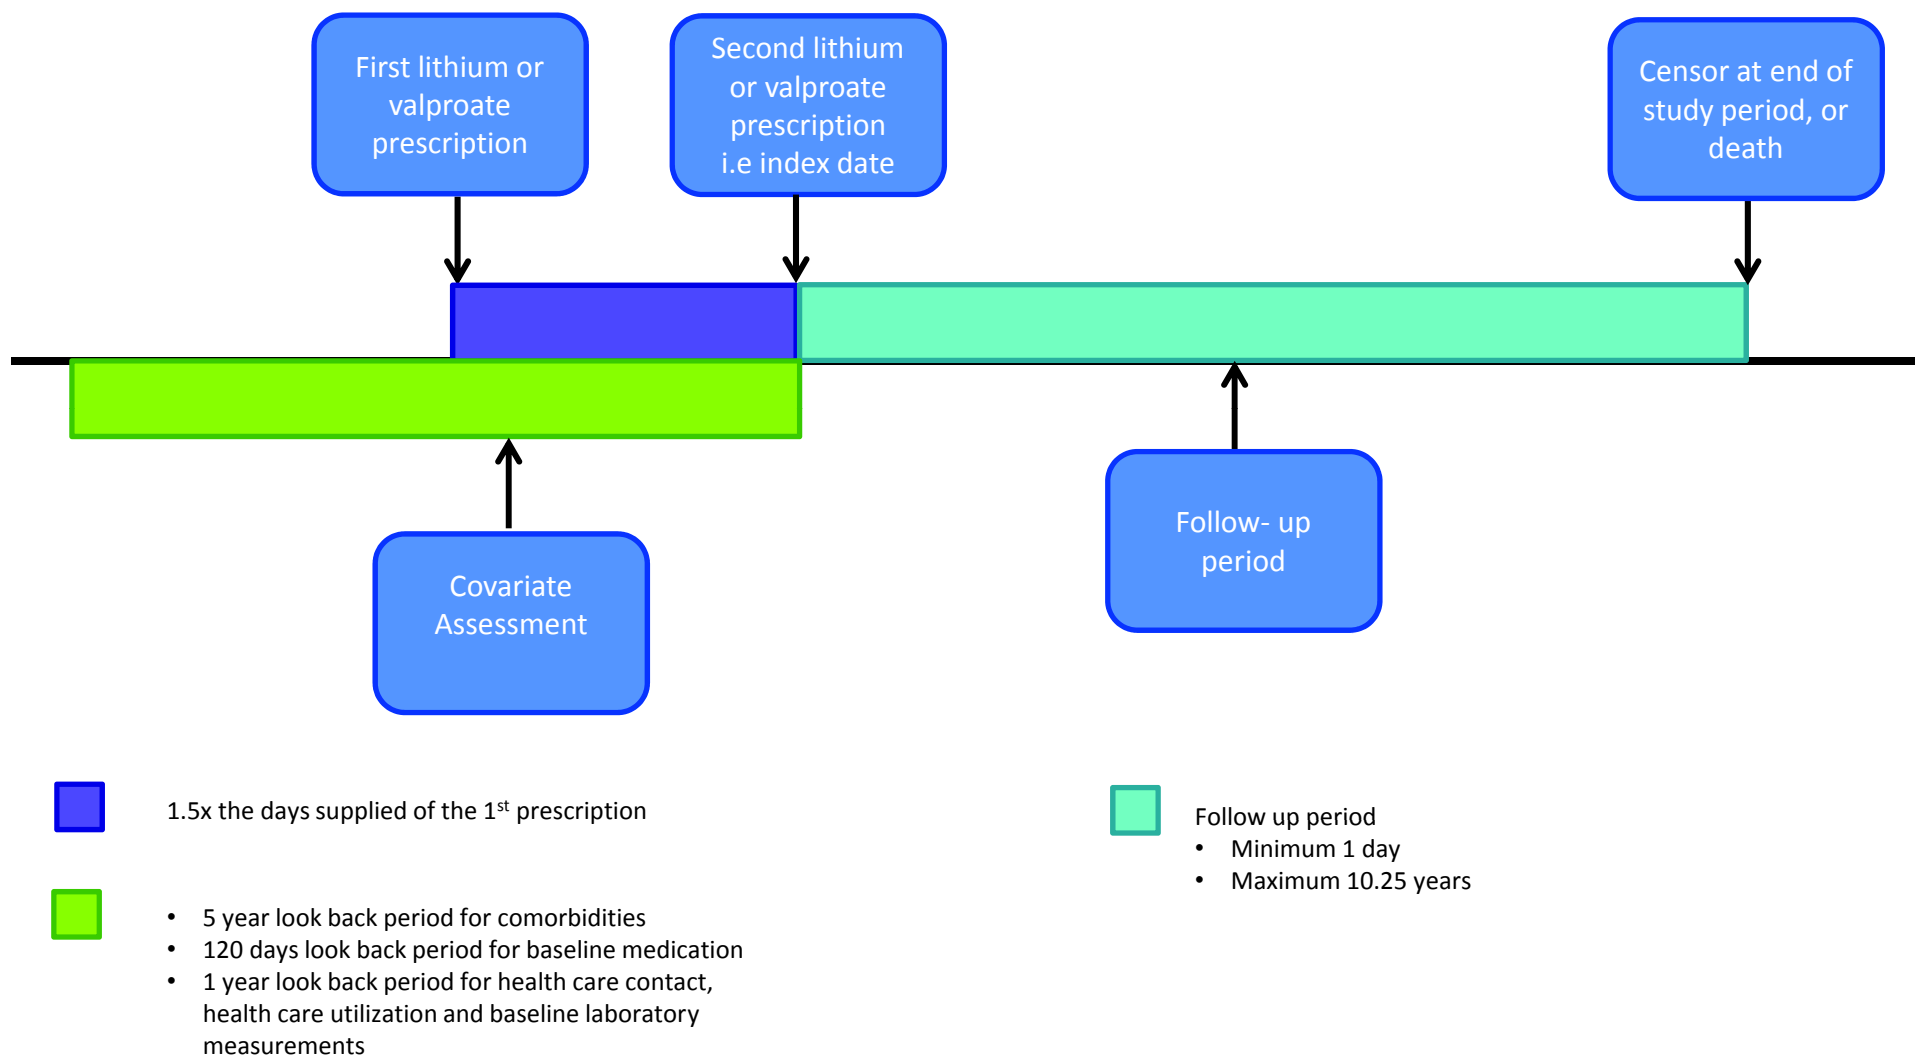 First lithium or
valproate
prescription
Second lithium
or valproate
prescription
i.e index date
Censor at end of
study period, or
death
Covariate
Assessment
Follow- up
period
1.5x the days supplied of the 1st prescription
• 5 year look back period for comorbidities
• 120 days look back period for baseline medication
• 1 year look back period for health care contact,
health care utilization and baseline laboratory
measurements
Follow up period
• Minimum 1 day
• Maximum 10.25 years